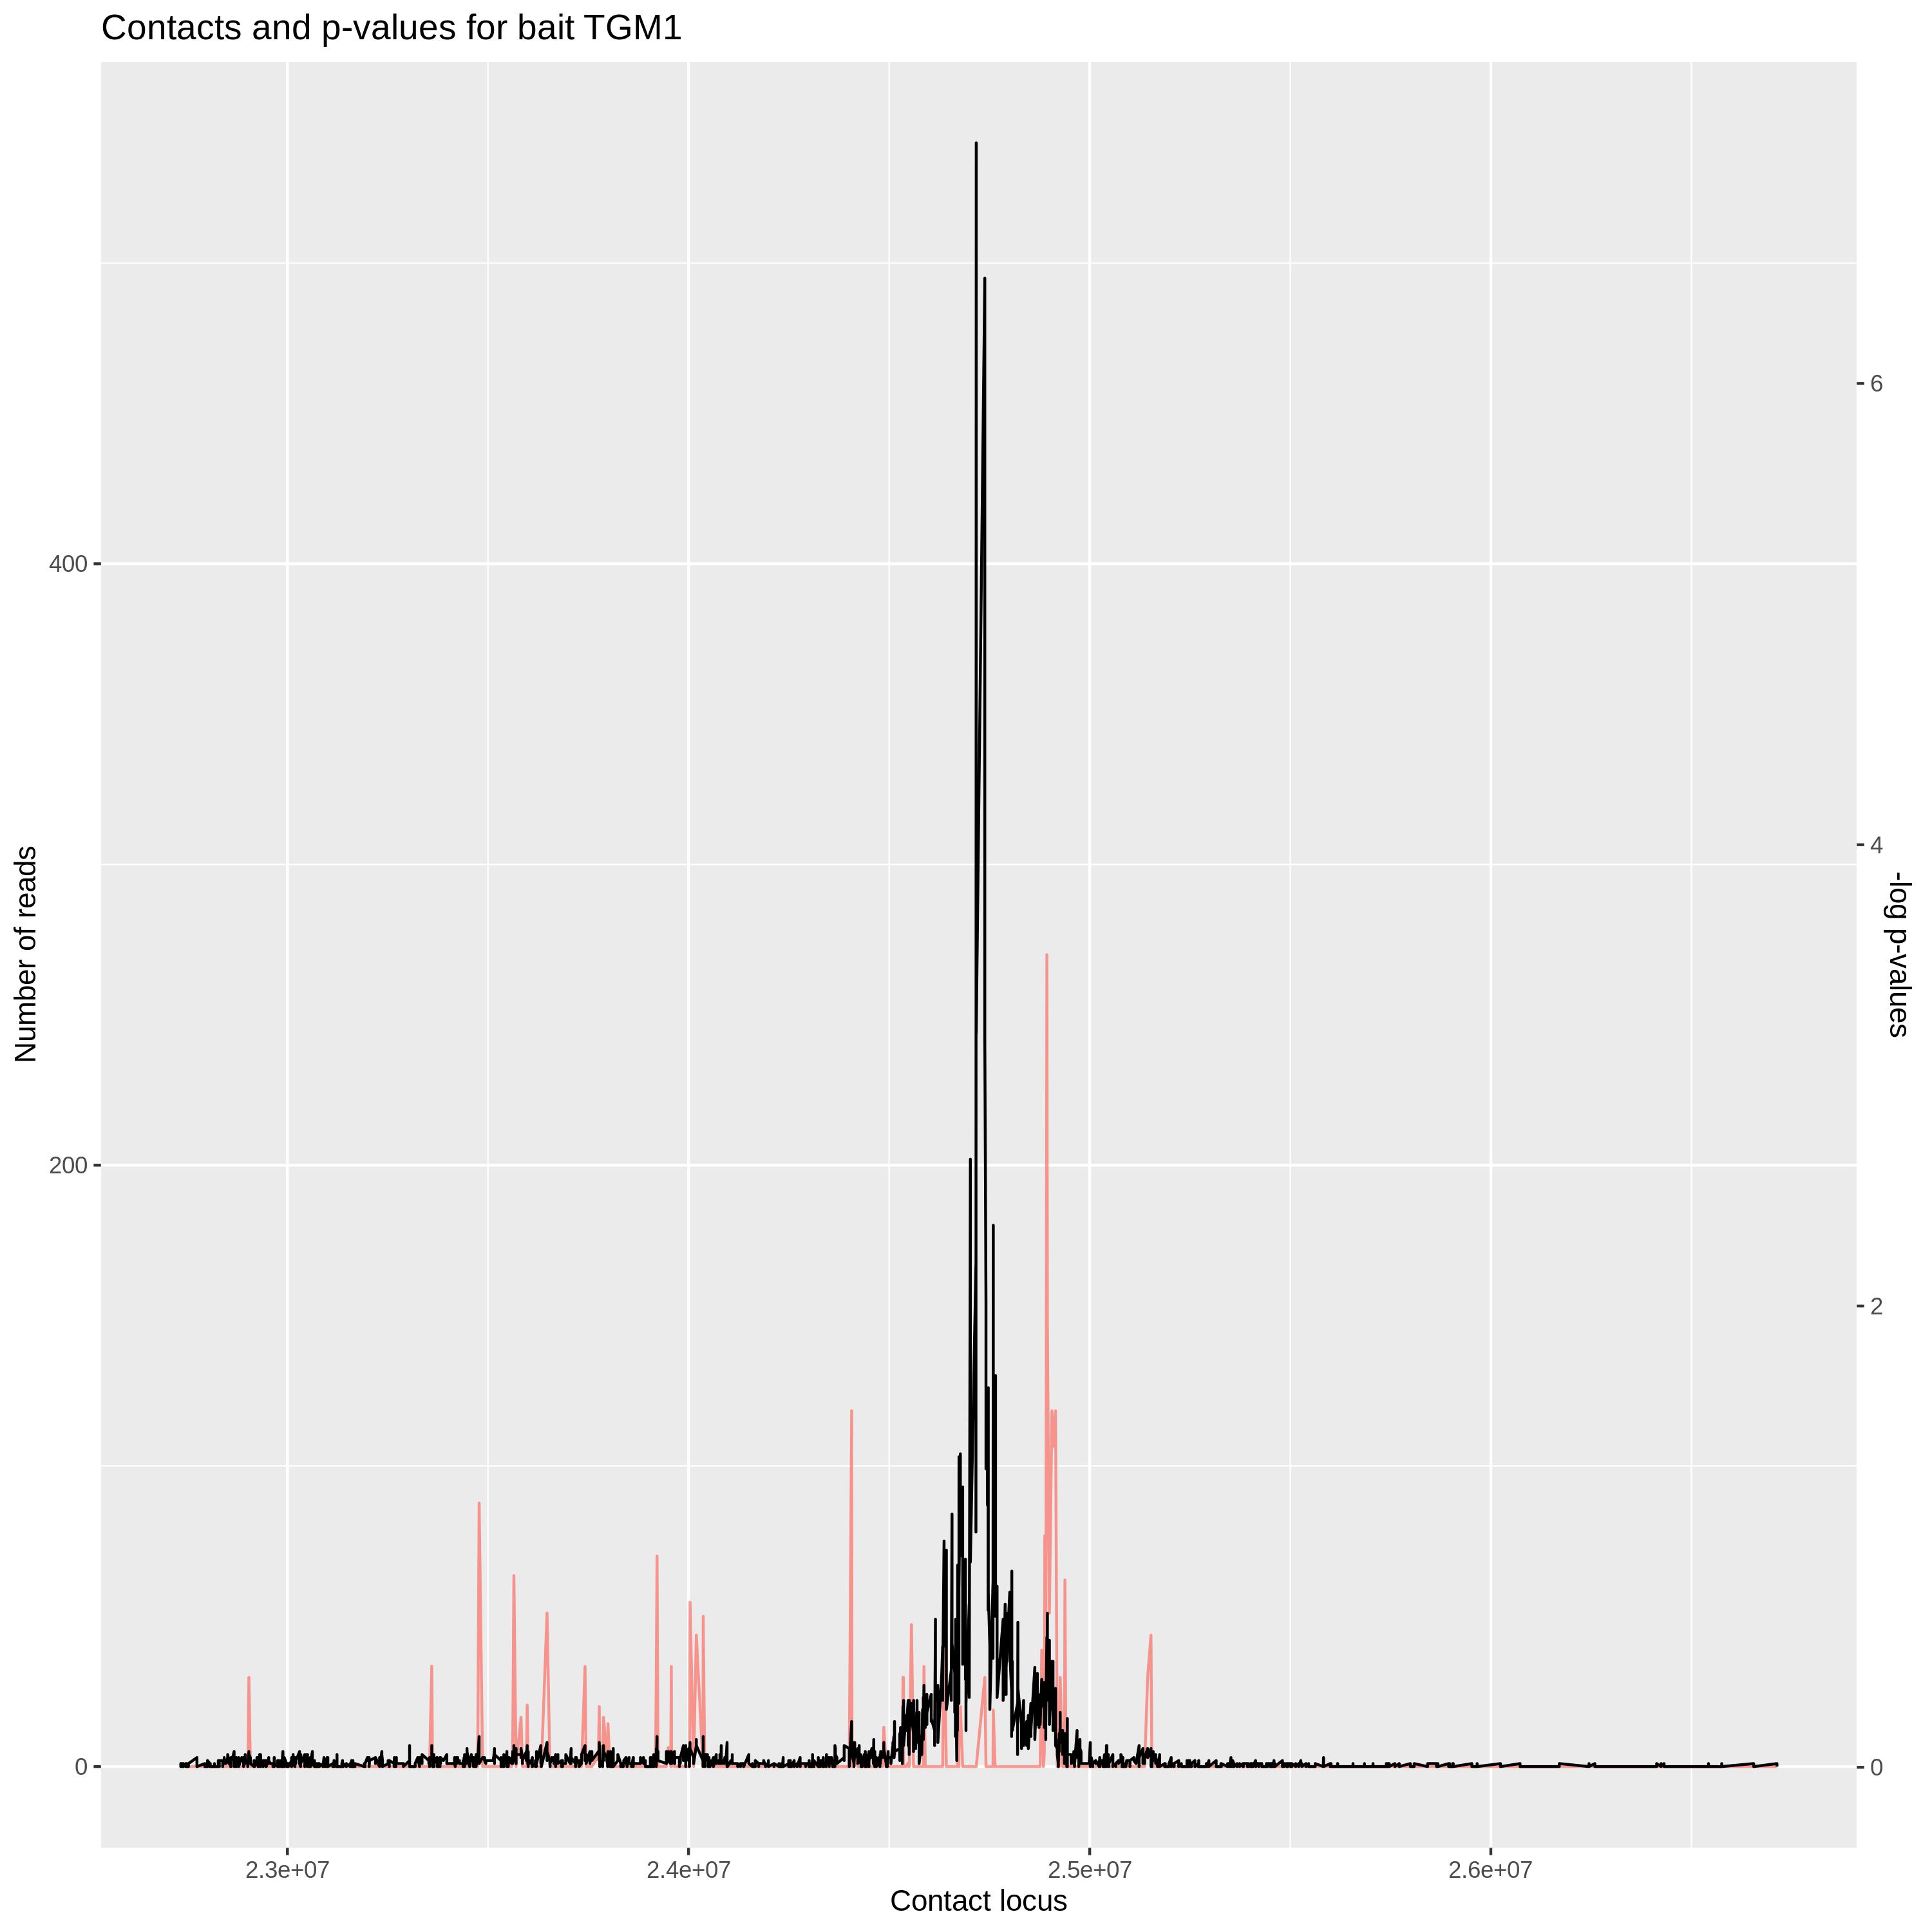 Contacts and p-values for bait TGM1
Number of reads
400
200
0
6
4
2
0
-log p-values
2.3e+07 2.4e+07 2.5e+07 2.6e+07
Contact locus